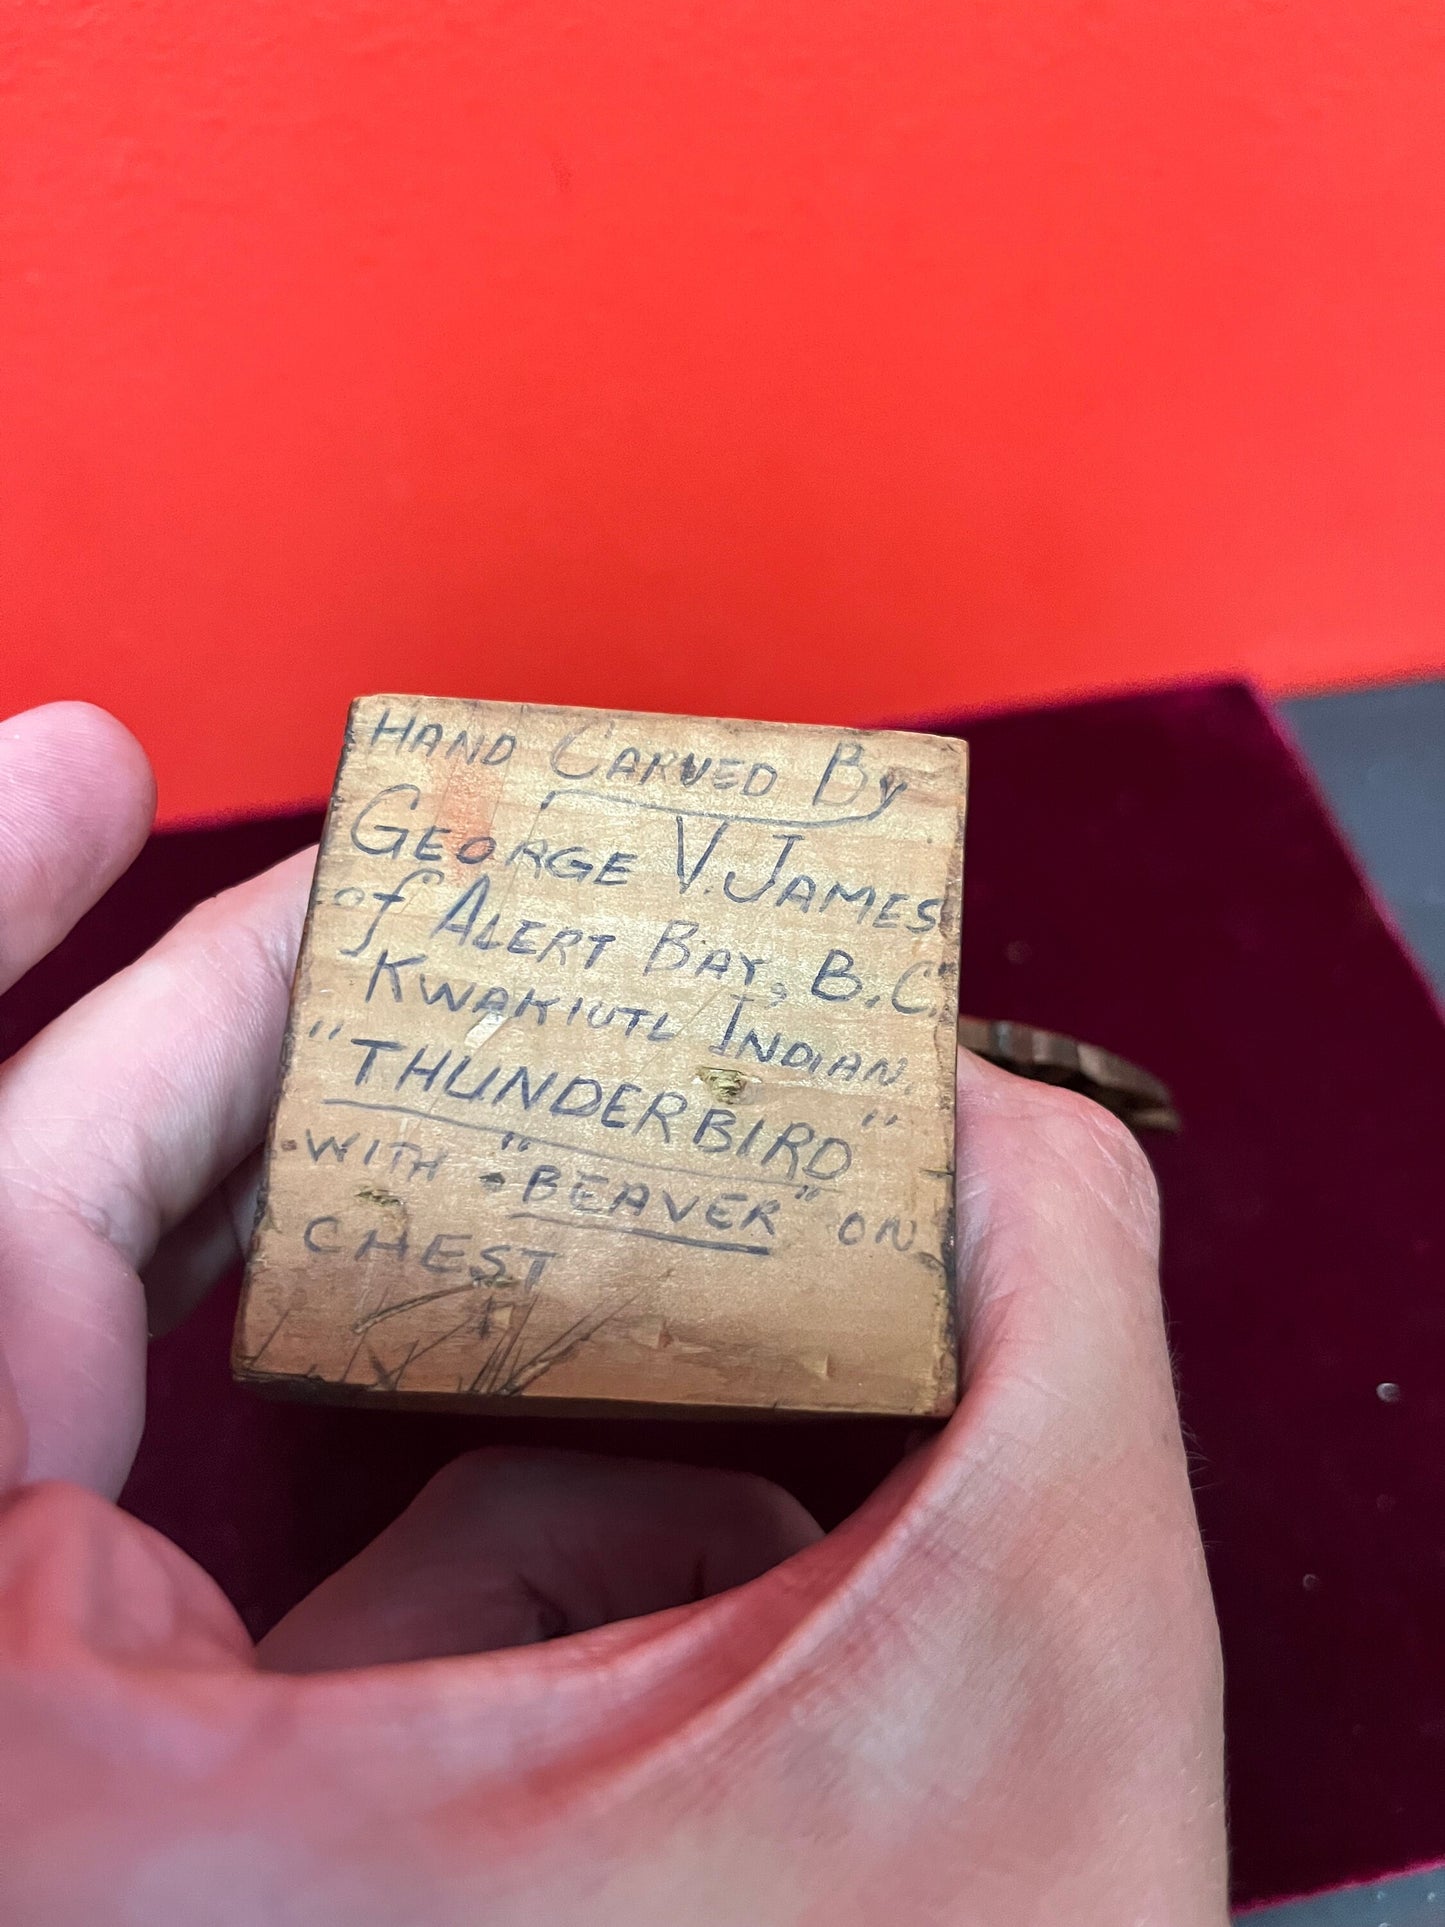 HAND CARVED By
GEORGE V. JAMES
of ALERT BAY, B.C.
KWAKIUTL INDIAN.
"THUNDERBIRD"
WITH "BEAVER" ON
CHEST